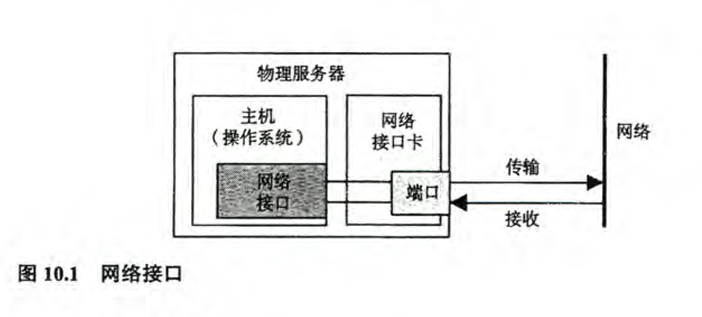 物理服务器
主机
（操作系统）
网络
接口卡
网络
接口
端口
传输
接收
网络
图 10.1 网络接口